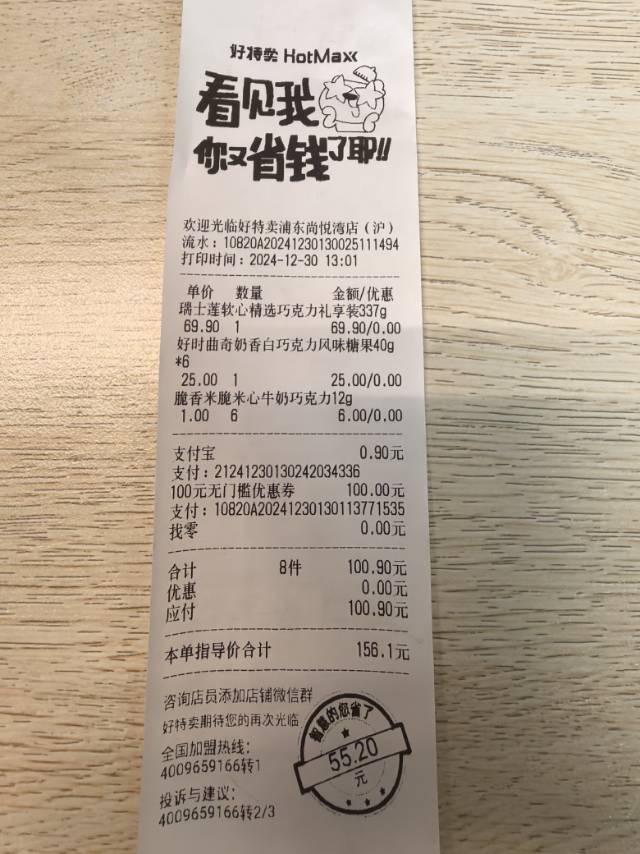 好特卖 HotMaxx
看见我
你又省钱了耶!!
欢迎光临好特卖浦东尚悦湾店（沪）
流水：10820A20241230130025111494
打印时间：2024-12-30 13:01
单价 数量 金额/优惠
瑞士莲软心精选巧克力礼享装337g
69.90 1 69.90/0.00
好时曲奇奶香白巧克力风味糖果40g
*6
25.00 1 25.00/0.00
脆香米脆米心牛奶巧克力12g
1.00 6 6.00/0.00
支付宝 0.90元
支付：21241230130242034336
100元无门槛优惠券 100.00元
支付：10820A202412301301137​71535
找零 0.00元
合计 8件 100.90元
优惠 0.00元
应付 100.90元
本单指导价合计 156.1元
咨询店员添加店铺微信群
好特卖期待您的再次光临
全国加盟热线：
4009659166转1
投诉与建议：
4009659166转2/3
智慧的您省了
55.20
元